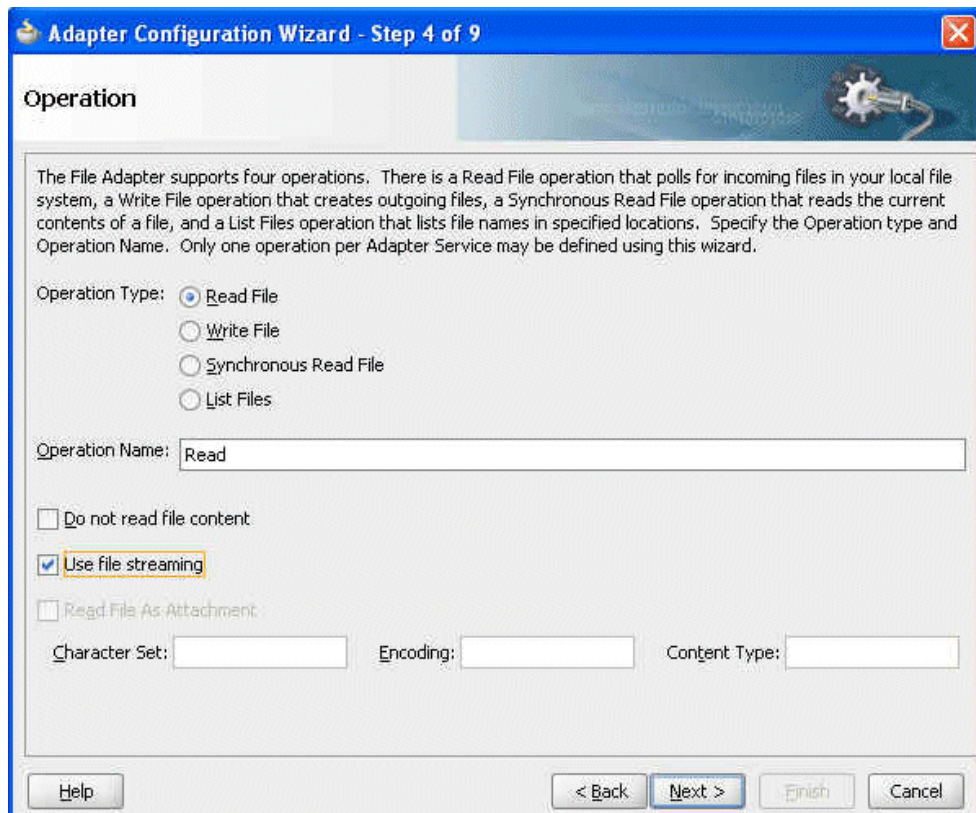 Adapter Configuration Wizard - Step 4 of 9
Operation
The File Adapter supports four operations. There is a Read File operation that polls for incoming files in your local file
system, a Write File operation that creates outgoing files, a Synchronous Read File operation that reads the current
contents of a file, and a List Files operation that lists file names in specified locations. Specify the Operation type and
Operation Name. Only one operation per Adapter Service may be defined using this wizard.
Operation Type: Read File
Write File
Synchronous Read File
List Files
Operation Name: Read
Do not read file content
Use file streaming
Read File As Attachment
Character Set: Encoding: Content Type:
Help < Back Next > Finish Cancel